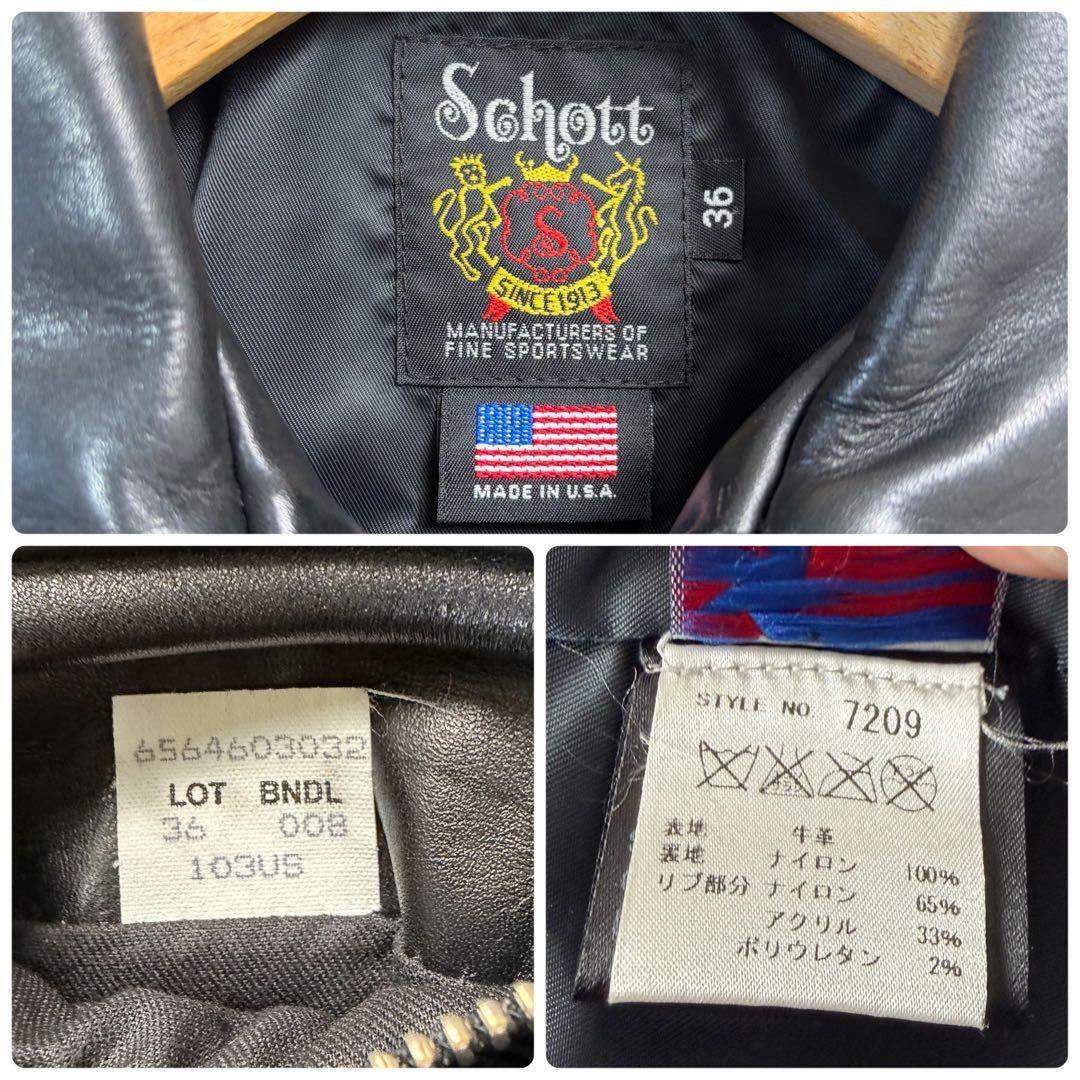 Schott
S
SINCE 1913
MANUFACTURERS OF
FINE SPORTSWEAR
36
MADE IN U.S.A.
6564603032
LOT BNDL
36 008
103US
STYLE NO. 7209
表地 牛革
裏地 ナイロン 100%
リブ部分 ナイロン 65%
アクリル 33%
ポリウレタン 2%